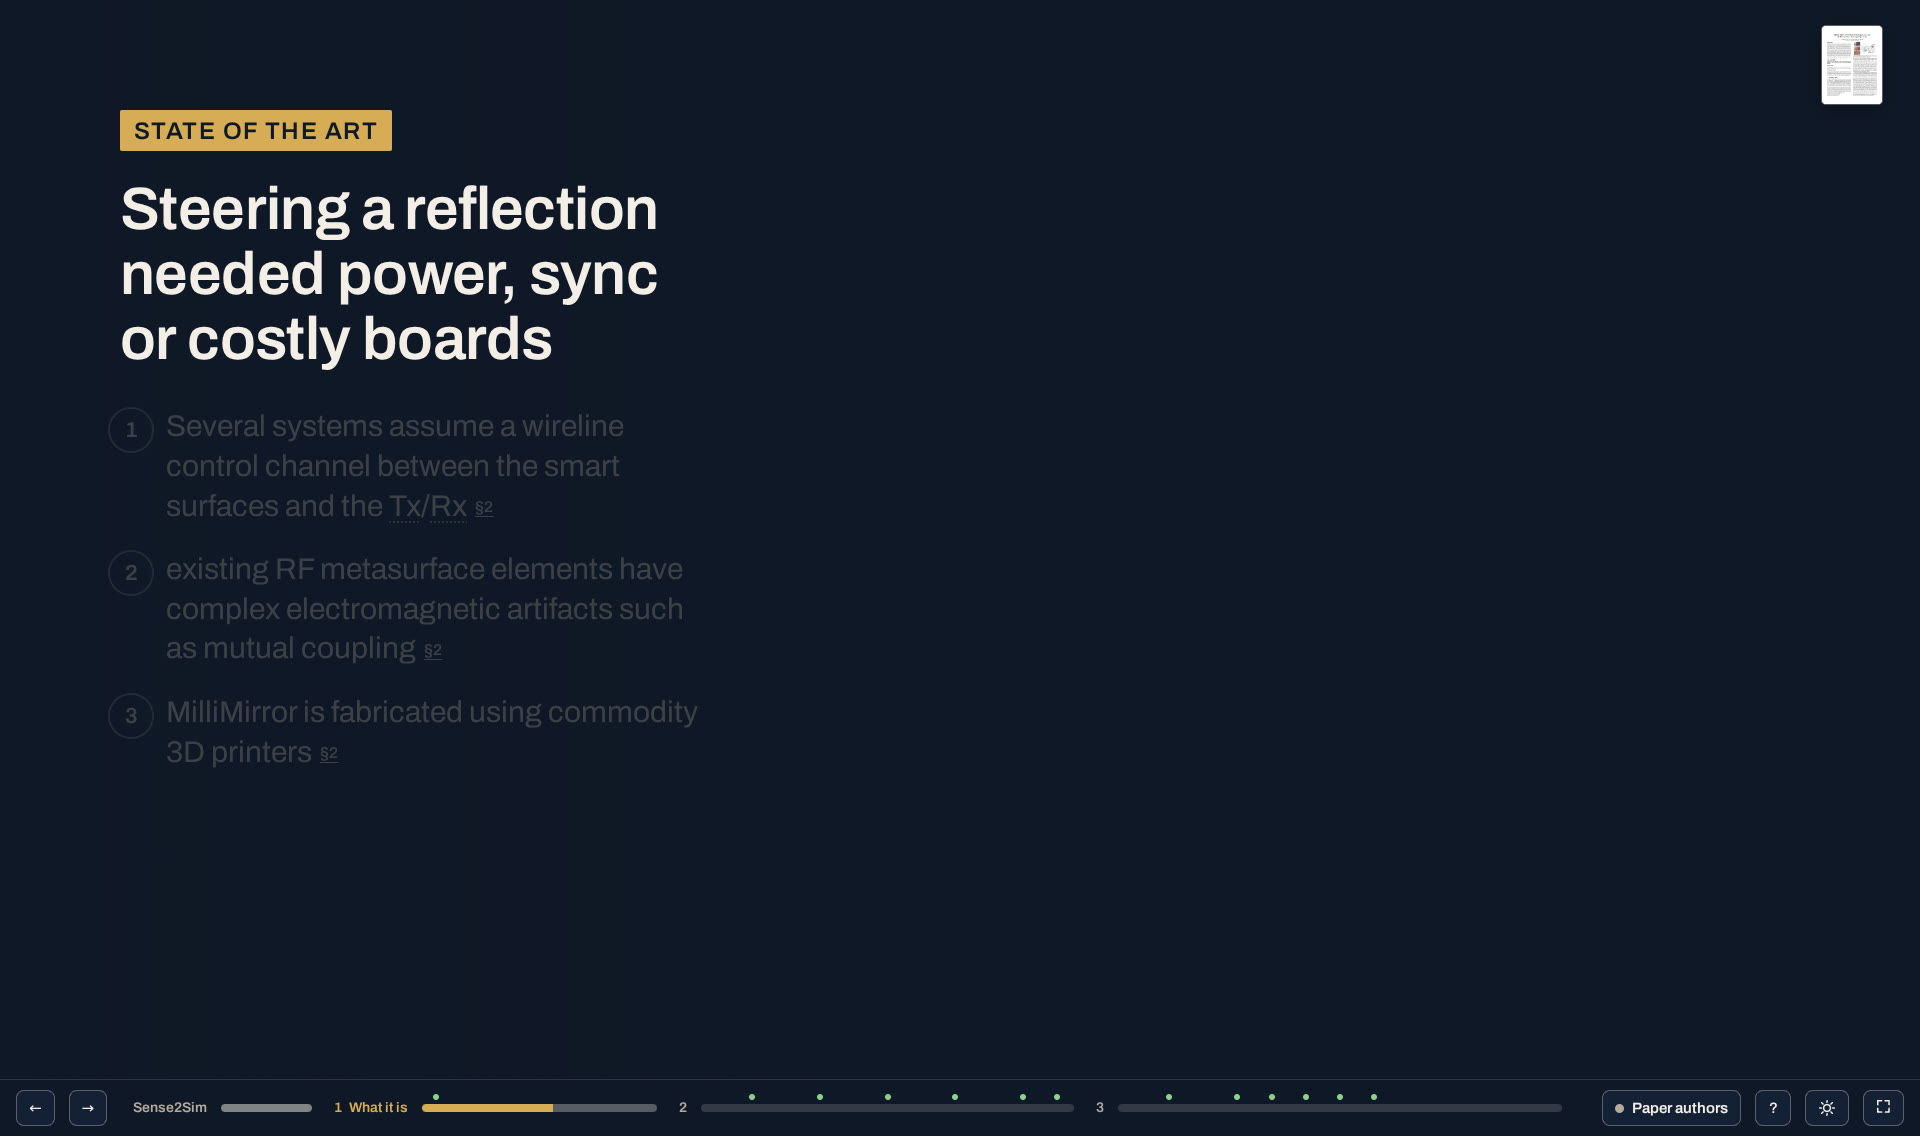 STATE OF THE ART
Steering a reflection
needed power, sync
or costly boards
1 Several systems assume a wireline
control channel between the smart
surfaces and the Tx/Rx §2
2 existing RF metasurface elements have
complex electromagnetic artifacts such
as mutual coupling §2
3 MilliMirror is fabricated using commodity
3D printers §2
← → Sense2Sim 1 What it is 2 3 Paper authors ?